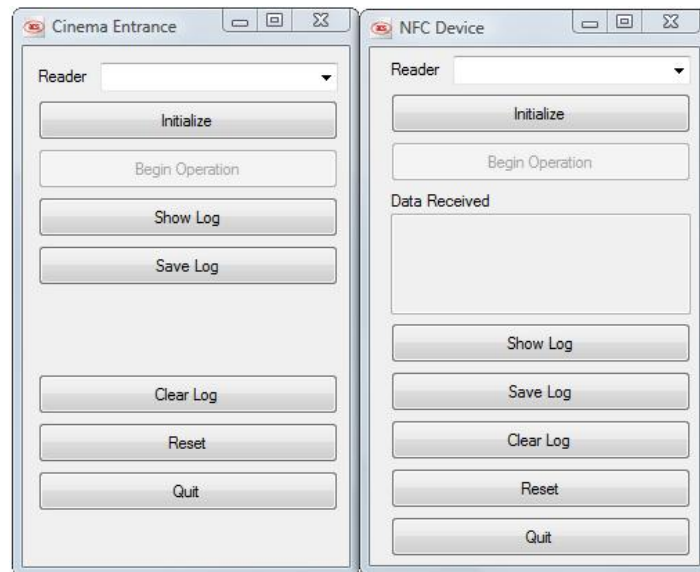 Cinema Entrance
Reader
Initialize
Begin Operation
Show Log
Save Log
Clear Log
Reset
Quit
NFC Device
Reader
Initialize
Begin Operation
Data Received
Show Log
Save Log
Clear Log
Reset
Quit